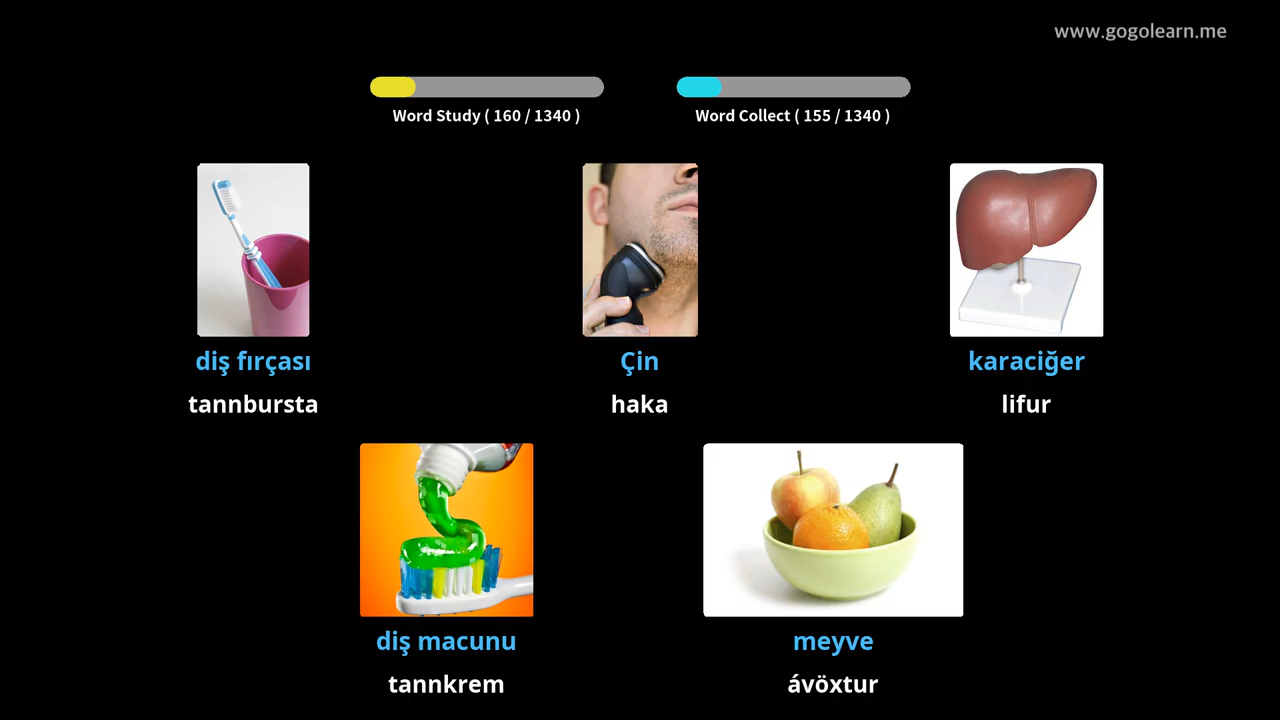 www.gogolearn.me
Word Study ( 160 / 1340 )
Word Collect ( 155 / 1340 )
diş fırçası
tannbursta
Çin
haka
karaciğer
lifur
diş macunu
tannkrem
meyve
ávöxtur